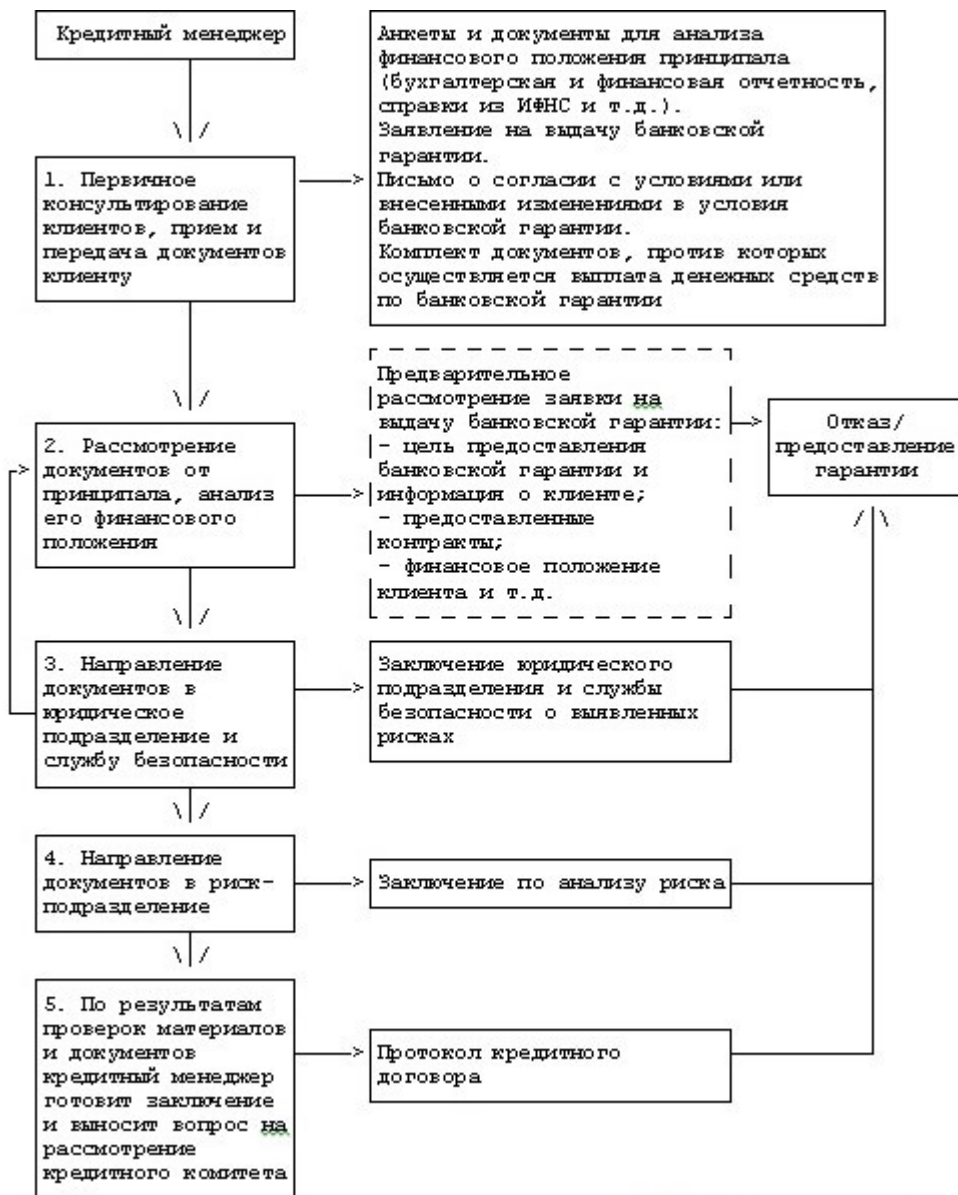 Кредитный менеджер
Анкеты и документы для анализа
финансового положения принципала
(бухгалтерская и финансовая отчетность,
справки из ИФНС и т.д.).
Заявление на выдачу банковской
гарантии.
Письмо о согласии с условиями или
внесенными изменениями в условия
банковской гарантии.
Комплект документов, против которых
осуществляется выплата денежных средств
по банковской гарантии
1. Первичное
консультирование
клиентов, прием и
передача документов
клиенту
Предварительное
рассмотрение заявки на
выдачу банковской гарантии:
- цель предоставления
банковской гарантии и
информация о клиенте;
- предоставленные
контракты;
- финансовое положение
клиента и т.д.
Отказ/
предоставление
гарантии
2. Рассмотрение
документов от
принципала, анализ
его финансового
положения
3. Направление
документов в
юридическое
подразделение и
службу безопасности
Заключение юридического
подразделения и службы
безопасности о выявленных
рисках
4. Направление
документов в риск-
подразделение
Заключение по анализу риска
5. По результатам
проверок материалов
и документов
кредитный менеджер
готовит заключение
и выносит вопрос на
рассмотрение
кредитного комитета
Протокол кредитного
договора